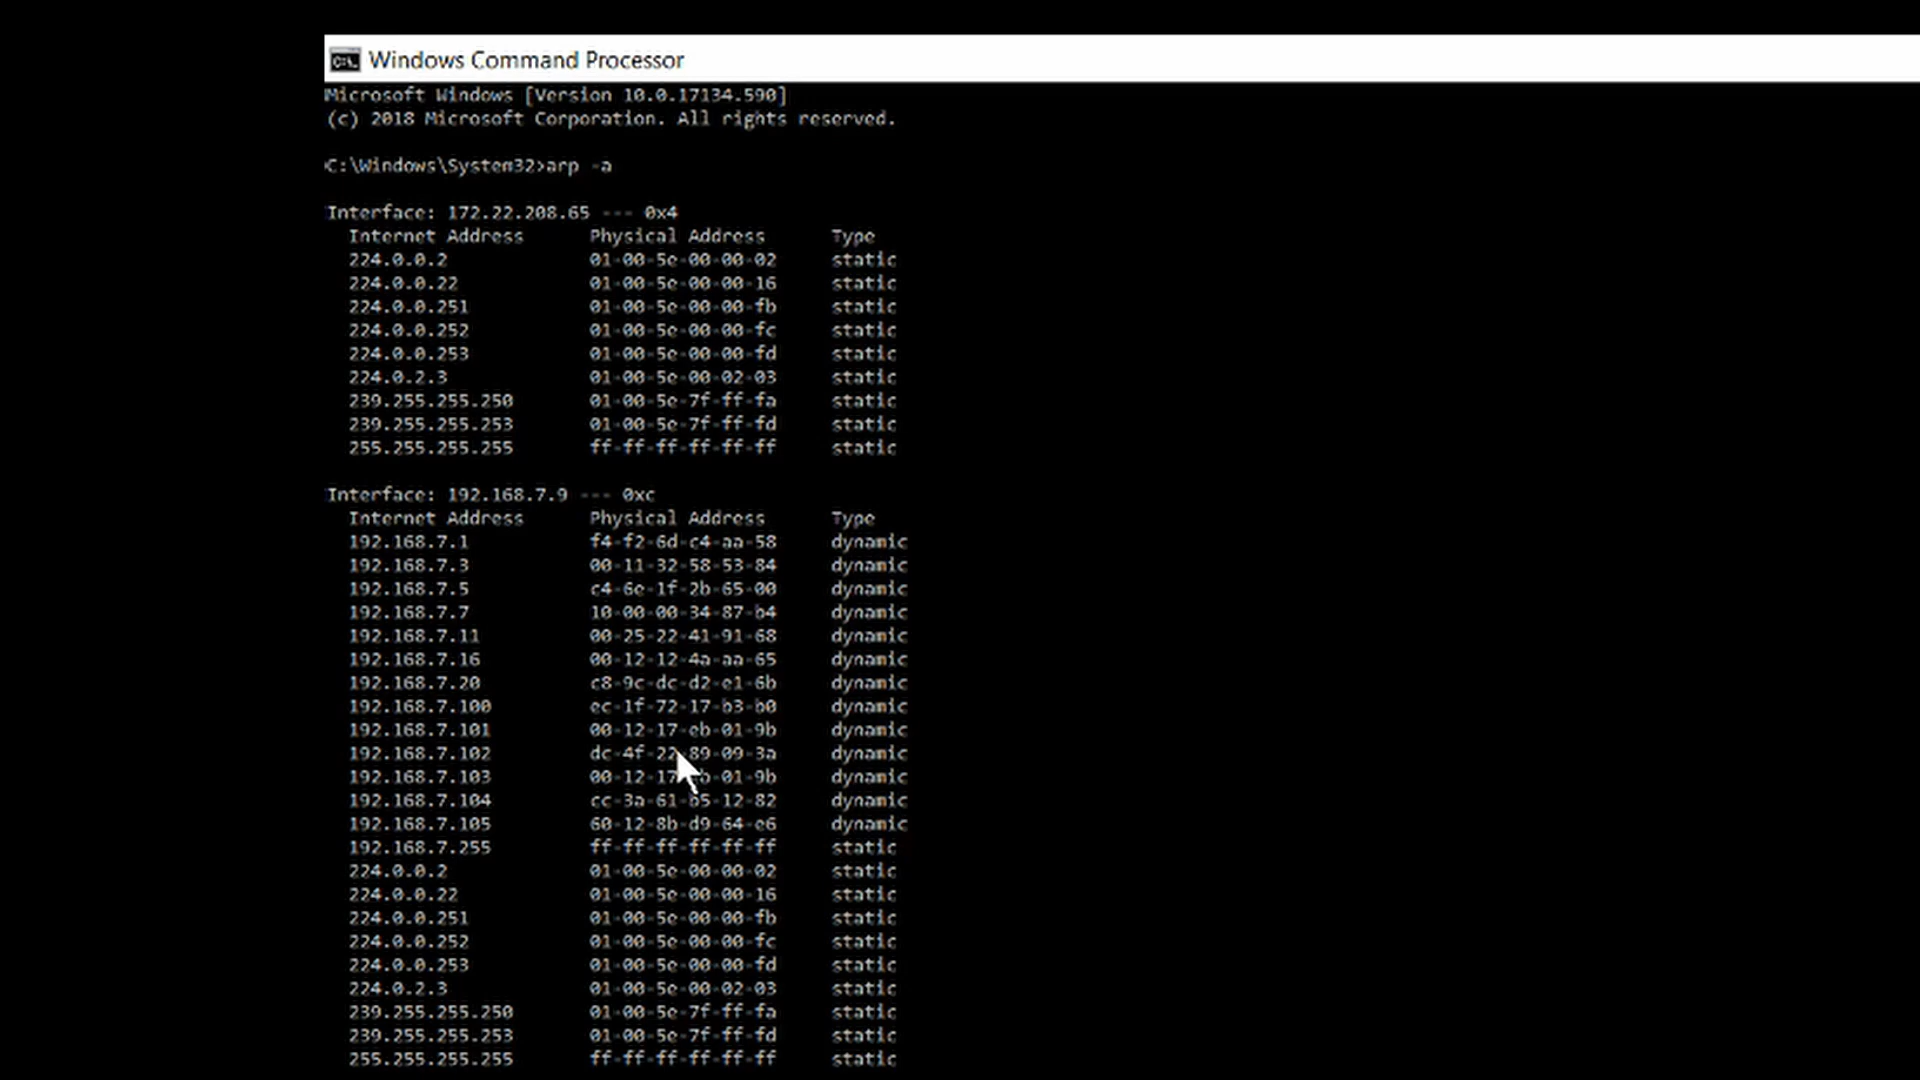 Windows Command Processor
Microsoft Windows [Version 10.0.17134.590]
(c) 2018 Microsoft Corporation. All rights reserved.
C:\Windows\System32>arp -a
Interface: 172.22.208.65 --- 0x4
Internet Address Physical Address Type
224.0.0.2 01-00-5e-00-00-02 static
224.0.0.22 01-00-5e-00-00-16 static
224.0.0.251 01-00-5e-00-00-fb static
224.0.0.252 01-00-5e-00-00-fc static
224.0.0.253 01-00-5e-00-00-fd static
224.0.2.3 01-00-5e-00-02-03 static
239.255.255.250 01-00-5e-7f-ff-fa static
239.255.255.253 01-00-5e-7f-ff-fd static
255.255.255.255 ff-ff-ff-ff-ff-ff static
Interface: 192.168.7.9 --- 0xc
Internet Address Physical Address Type
192.168.7.1 f4-f2-6d-c4-aa-58 dynamic
192.168.7.3 00-11-32-58-53-84 dynamic
192.168.7.5 c4-6e-1f-2b-65-00 dynamic
192.168.7.7 10-00-00-34-87-b4 dynamic
192.168.7.11 00-25-22-41-91-68 dynamic
192.168.7.16 00-12-12-4a-aa-65 dynamic
192.168.7.20 c8-9c-dc-d2-e1-6b dynamic
192.168.7.100 ec-1f-72-17-b3-b0 dynamic
192.168.7.101 00-12-17-eb-01-9b dynamic
192.168.7.102 dc-4f-22-89-09-3a dynamic
192.168.7.103 dynamic
192.168.7.104 cc-3a-61-b5-12-82 dynamic
192.168.7.105 60-12-8b-d9-64-e6 dynamic
192.168.7.255 ff-ff-ff-ff-ff-ff static
224.0.0.2 01-00-5e-00-00-02 static
224.0.0.22 01-00-5e-00-00-16 static
224.0.0.251 01-00-5e-00-00-fb static
224.0.0.252 01-00-5e-00-00-fc static
224.0.0.253 01-00-5e-00-00-fd static
224.0.2.3 01-00-5e-00-02-03 static
239.255.255.250 01-00-5e-7f-ff-fa static
239.255.255.253 01-00-5e-7f-ff-fd static
255.255.255.255 ff-ff-ff-ff-ff-ff static